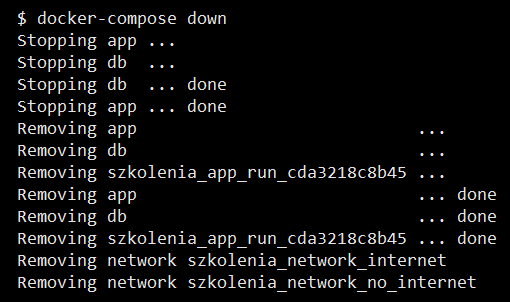 $ docker-compose down
Stopping app ...
Stopping db  ...
Stopping db  ... done
Stopping app ... done
Removing app                          ...
Removing db                           ...
Removing szkolenia_app_run_cda3218c8b45 ...
Removing app                          ... done
Removing db                           ... done
Removing szkolenia_app_run_cda3218c8b45 ... done
Removing network szkolenia_network_internet
Removing network szkolenia_network_no_internet